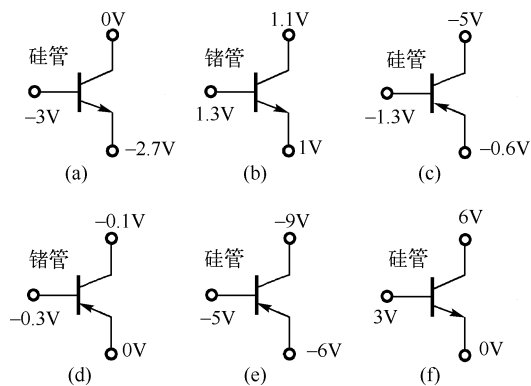 0V
硅管
−3V
−2.7V
(a)
1.1V
锗管
1.3V
1V
(b)
−5V
硅管
−1.3V
−0.6V
(c)
−0.1V
锗管
−0.3V
0V
(d)
−9V
硅管
−5V
−6V
(e)
6V
硅管
3V
0V
(f)